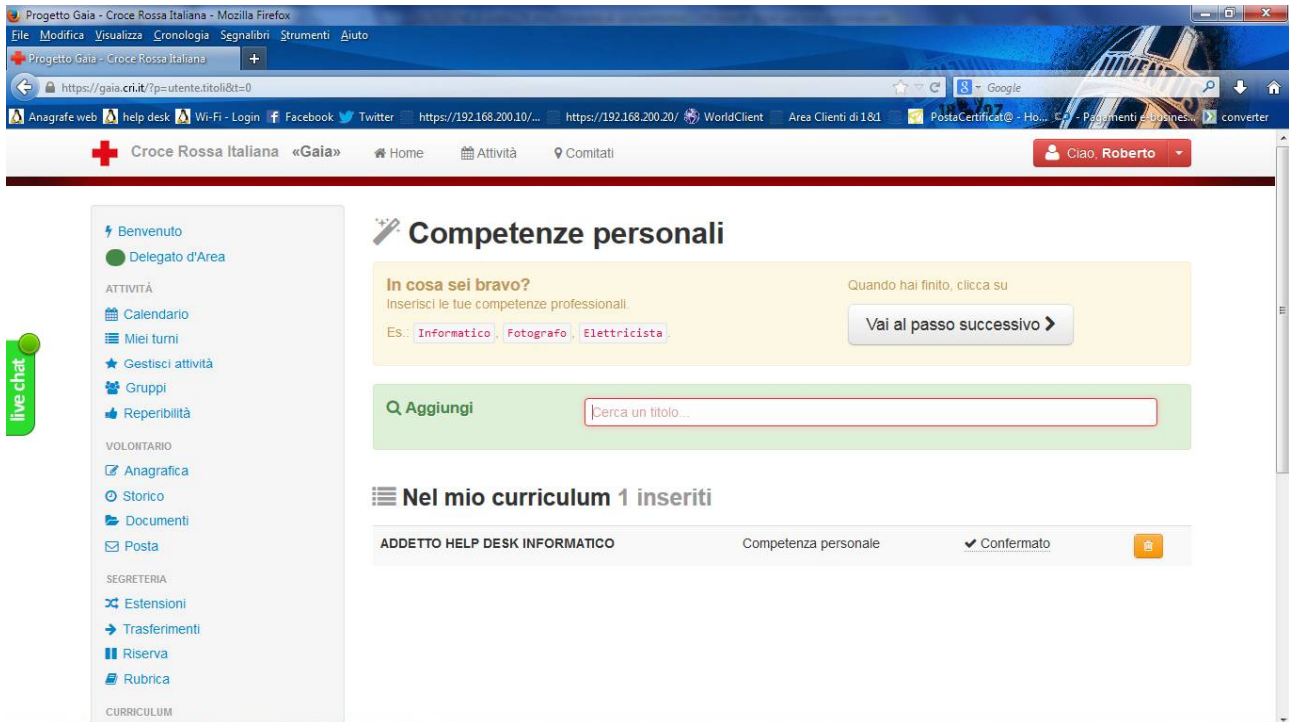 Progetto Gaia - Croce Rossa Italiana - Mozilla Firefox
File Modifica Visualizza Cronologia Segnalibri Strumenti Aiuto
Progetto Gaia - Croce Rossa Italiana
https://gaia.cri.it/?p=utente.titoli&t=0
Google
Anagrafe web help desk Wi-Fi - Login Facebook Twitter https://192.168.200.10/... https://192.168.200.20/ WorldClient Area Clienti di 1&1 PostaCertificat@ - Ho... - Pagamenti e-busines... converter
Croce Rossa Italiana «Gaia» Home Attività Comitati Ciao, Roberto
live chat
Benvenuto
Delegato d'Area
ATTIVITÀ
Calendario
Miei turni
Gestisci attività
Gruppi
Reperibilità
VOLONTARIO
Anagrafica
Storico
Documenti
Posta
SEGRETERIA
Estensioni
Trasferimenti
Riserva
Rubrica
CURRICULUM
Competenze personali
In cosa sei bravo?
Inserisci le tue competenze professionali.
Es.: Informatico, Fotografo, Elettricista.
Quando hai finito, clicca su
Vai al passo successivo
Aggiungi Cerca un titolo...
Nel mio curriculum 1 inseriti
ADDETTO HELP DESK INFORMATICO Competenza personale Confermato